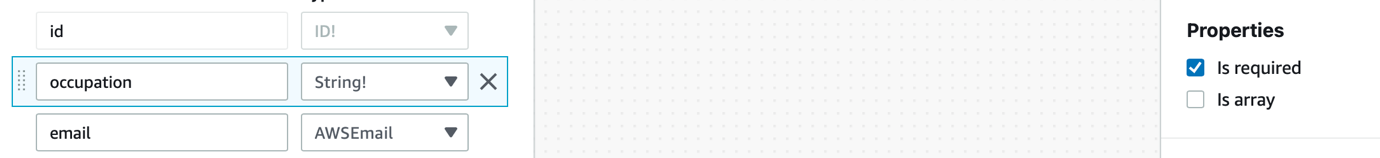 id ID!
occupation String!
email AWSEmail
Properties
Is required
Is array